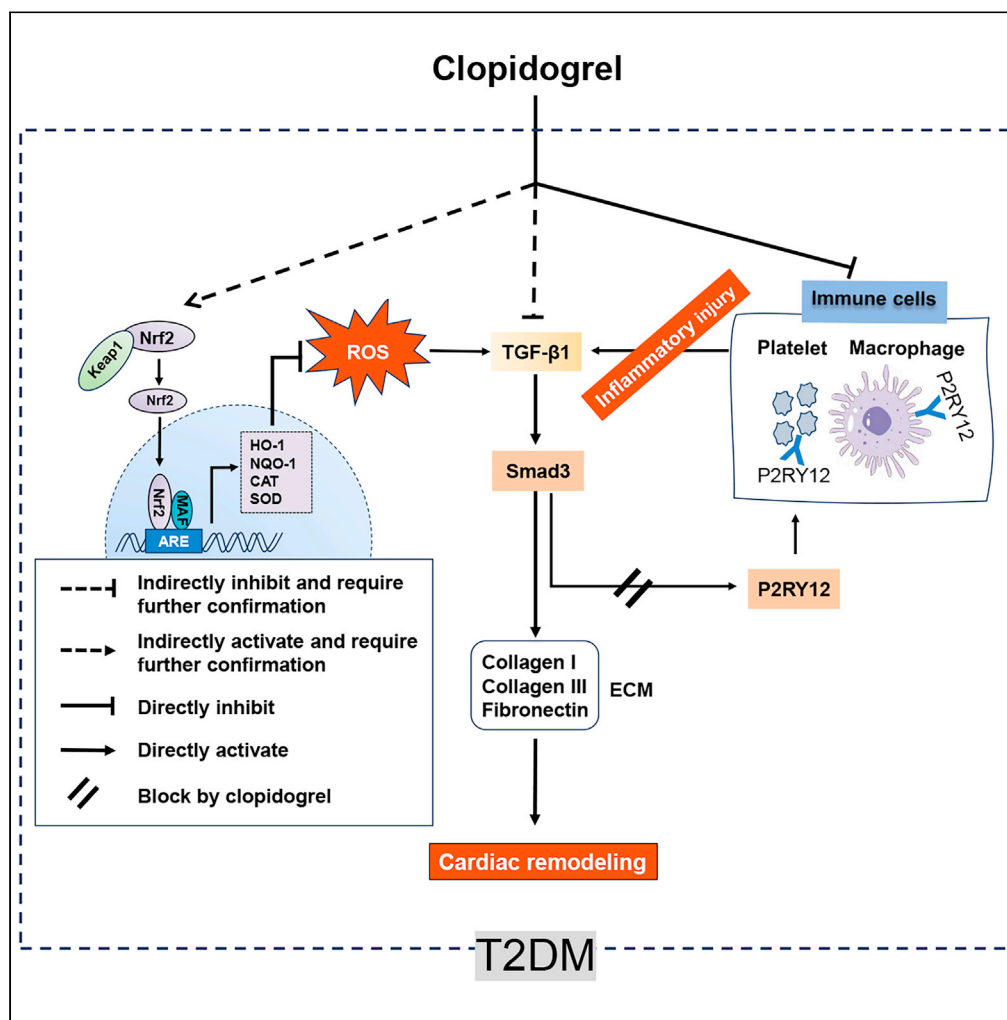 Clopidogrel
Immune cells
Platelet Macrophage
P2RY12
P2RY12
Inflammatory injury
Keap1
Nrf2
Nrf2
ROS
TGF-β1
HO-1
NQO-1
CAT
SOD
Nrf2
MAF
ARE
Smad3
P2RY12
Indirectly inhibit and require
further confirmation
Indirectly activate and require
further confirmation
Directly inhibit
Directly activate
Block by clopidogrel
Collagen I
Collagen III
Fibronectin
ECM
Cardiac remodeling
T2DM